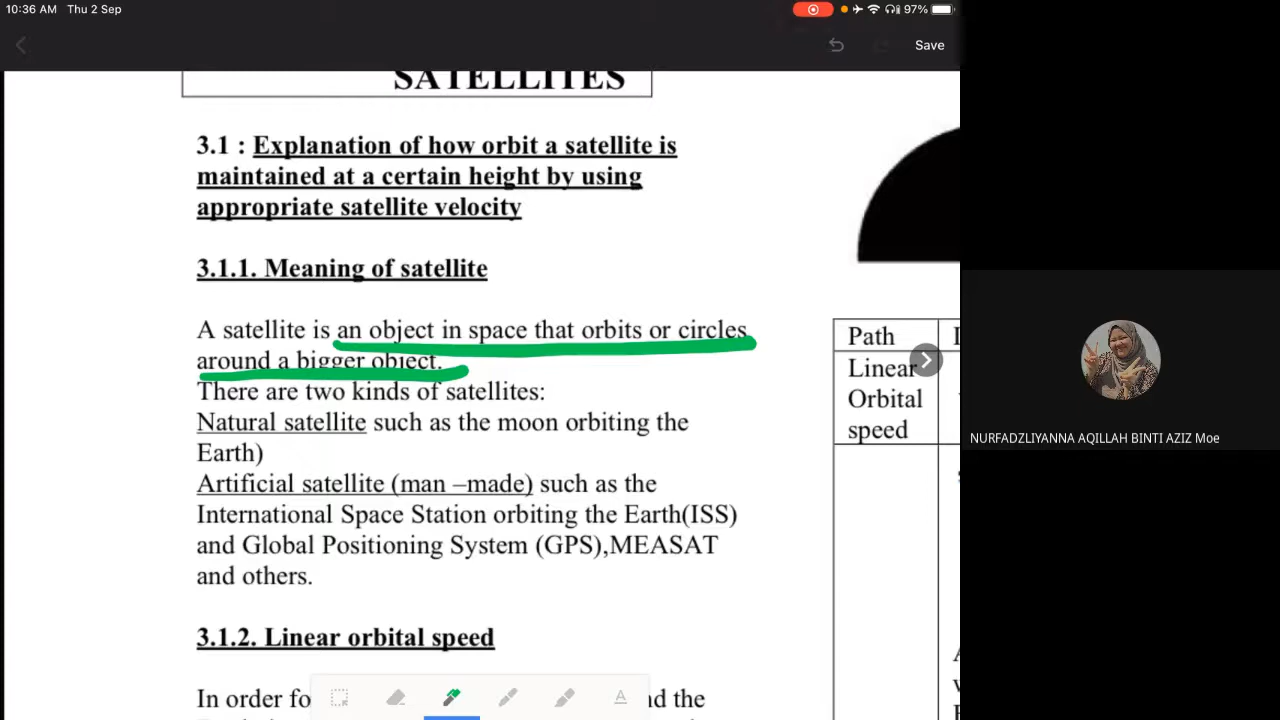 10:36 AM Thu 2 Sep
97%
Save
SATELLITES
3.1 : Explanation of how orbit a satellite is
maintained at a certain height by using
appropriate satellite velocity
3.1.1. Meaning of satellite
A satellite is an object in space that orbits or circles
around a bigger object.
There are two kinds of satellites:
Natural satellite such as the moon orbiting the
Earth)
Artificial satellite (man –made) such as the
International Space Station orbiting the Earth(ISS)
and Global Positioning System (GPS),MEASAT
and others.
3.1.2. Linear orbital speed
In order fo
nd the
Path
Linear
Orbital
speed
A
NURFADZLIYANNA AQILLAH BINTI AZIZ Moe